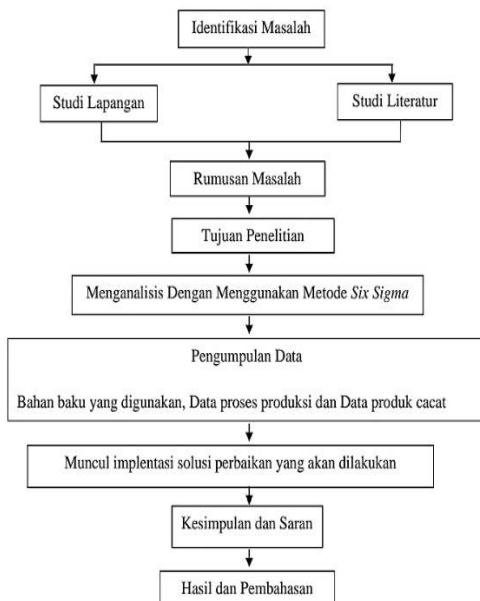 Identifikasi Masalah
Studi Lapangan
Studi Literatur
Rumusan Masalah
Tujuan Penelitian
Menganalisis Dengan Menggunakan Metode Six Sigma
Pengumpulan Data
Bahan baku yang digunakan, Data proses produksi dan Data produk cacat
Muncul implentasi solusi perbaikan yang akan dilakukan
Kesimpulan dan Saran
Hasil dan Pembahasan